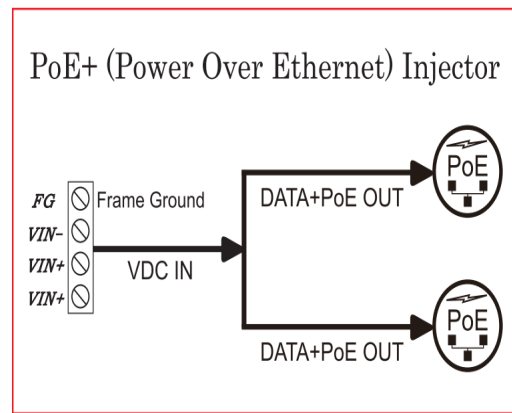 PoE+ (Power Over Ethernet) Injector
PoE
FG Frame Ground
DATA+PoE OUT
VIN-
VIN+
VDC IN
VIN+
PoE
DATA+PoE OUT